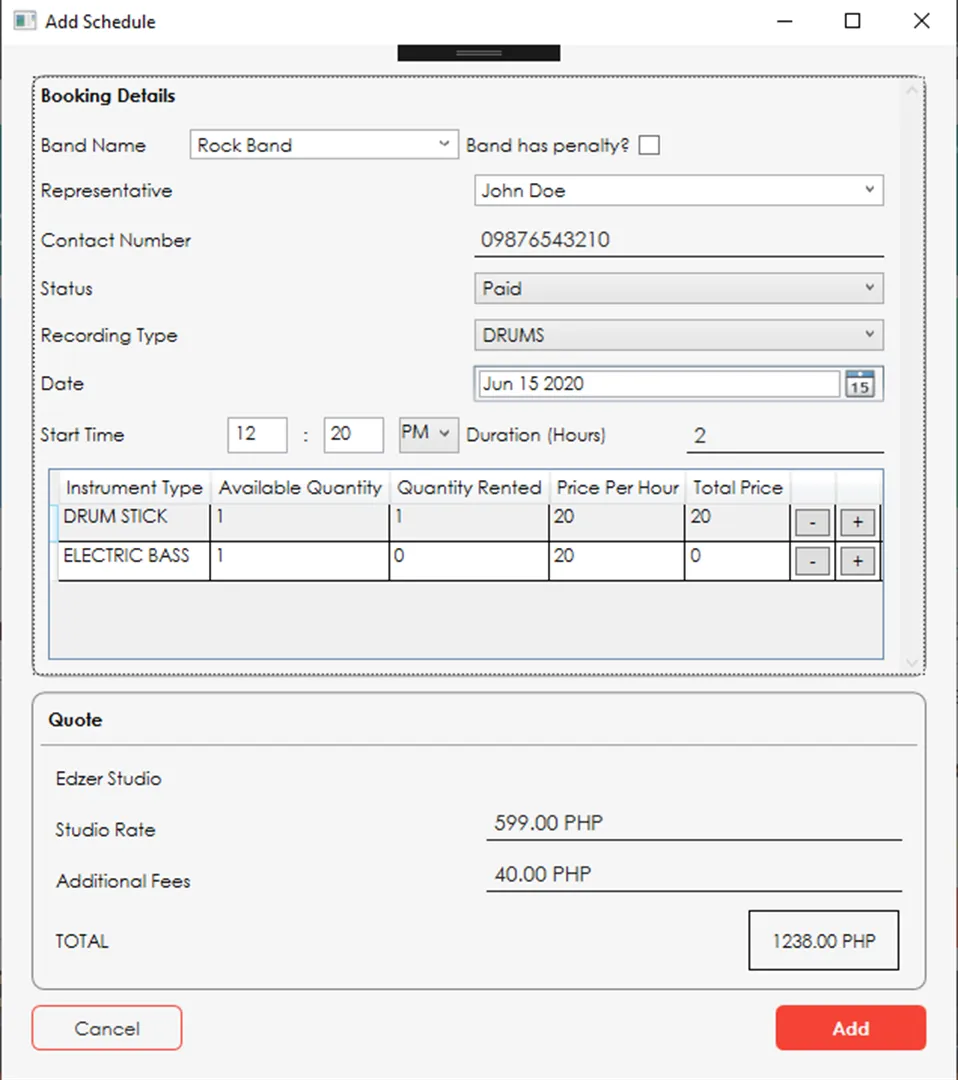 Add Schedule
Booking Details
Band Name Rock Band Band has penalty?
Representative John Doe
Contact Number 09876543210
Status Paid
Recording Type DRUMS
Date Jun 15 2020 15
Start Time 12 : 20 PM Duration (Hours) 2
Instrument Type Available Quantity Quantity Rented Price Per Hour Total Price
DRUM STICK 1 1 20 20 - +
ELECTRIC BASS 1 0 20 0 - +
Quote
Edzer Studio
Studio Rate 599.00 PHP
Additional Fees 40.00 PHP
TOTAL 1238.00 PHP
Cancel Add